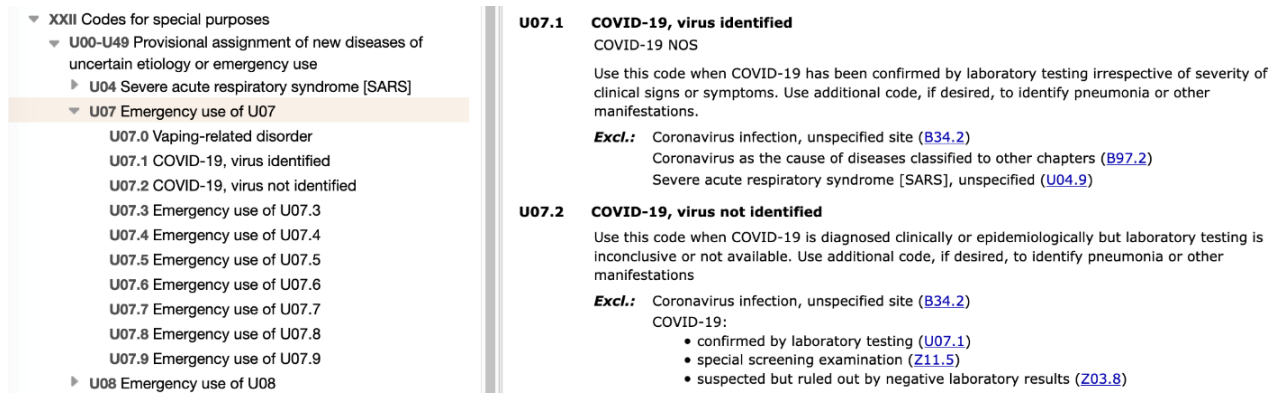 XXII Codes for special purposes
U00-U49 Provisional assignment of new diseases of
uncertain etiology or emergency use
U04 Severe acute respiratory syndrome [SARS]
U07 Emergency use of U07
U07.0 Vaping-related disorder
U07.1 COVID-19, virus identified
U07.2 COVID-19, virus not identified
U07.3 Emergency use of U07.3
U07.4 Emergency use of U07.4
U07.5 Emergency use of U07.5
U07.6 Emergency use of U07.6
U07.7 Emergency use of U07.7
U07.8 Emergency use of U07.8
U07.9 Emergency use of U07.9
U08 Emergency use of U08
U07.1 COVID-19, virus identified
COVID-19 NOS
Use this code when COVID-19 has been confirmed by laboratory testing irrespective of severity of
clinical signs or symptoms. Use additional code, if desired, to identify pneumonia or other
manifestations.
Excl.: Coronavirus infection, unspecified site (B34.2)
Coronavirus as the cause of diseases classified to other chapters (B97.2)
Severe acute respiratory syndrome [SARS], unspecified (U04.9)
U07.2 COVID-19, virus not identified
Use this code when COVID-19 is diagnosed clinically or epidemiologically but laboratory testing is
inconclusive or not available. Use additional code, if desired, to identify pneumonia or other
manifestations
Excl.: Coronavirus infection, unspecified site (B34.2)
COVID-19:
• confirmed by laboratory testing (U07.1)
• special screening examination (Z11.5)
• suspected but ruled out by negative laboratory results (Z03.8)